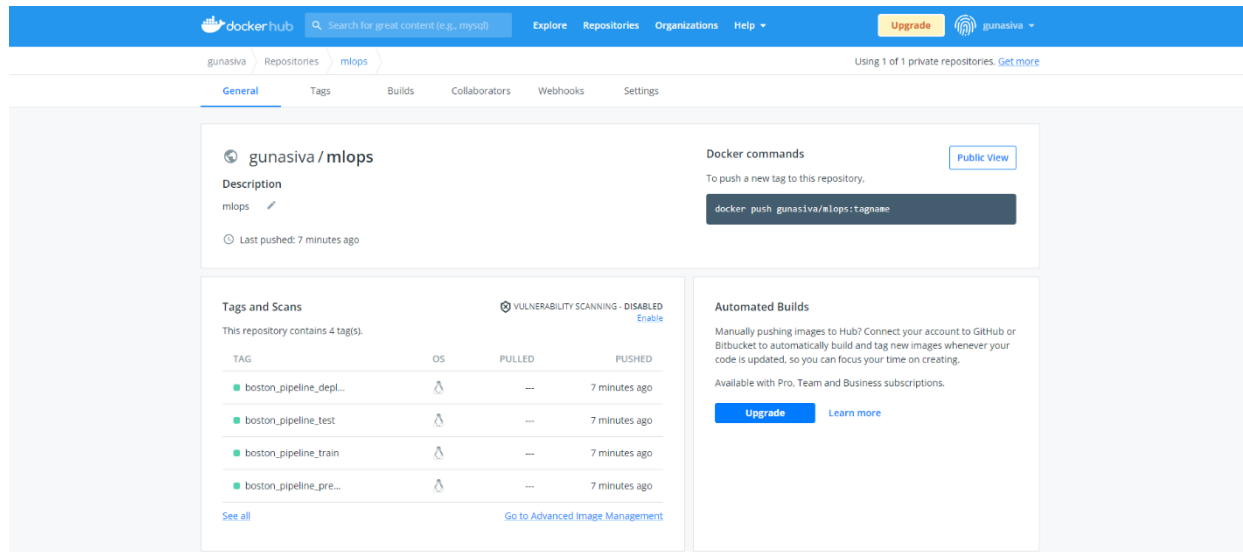 dockerhub Search for great content (e.g., mysql) Explore Repositories Organizations Help Upgrade gunasiva
gunasiva Repositories mlops Using 1 of 1 private repositories. Get more
General Tags Builds Collaborators Webhooks Settings
gunasiva / mlops
Description
mlops
Last pushed: 7 minutes ago
Docker commands
Public View
To push a new tag to this repository,
docker push gunasiva/mlops:tagname
Tags and Scans
VULNERABILITY SCANNING - DISABLED
Enable
This repository contains 4 tag(s).
TAG OS PULLED PUSHED
boston_pipeline_depl... --- 7 minutes ago
boston_pipeline_test --- 7 minutes ago
boston_pipeline_train --- 7 minutes ago
boston_pipeline_pre... --- 7 minutes ago
See all Go to Advanced Image Management
Automated Builds
Manually pushing images to Hub? Connect your account to GitHub or
Bitbucket to automatically build and tag new images whenever your
code is updated, so you can focus your time on creating.
Available with Pro, Team and Business subscriptions.
Upgrade Learn more